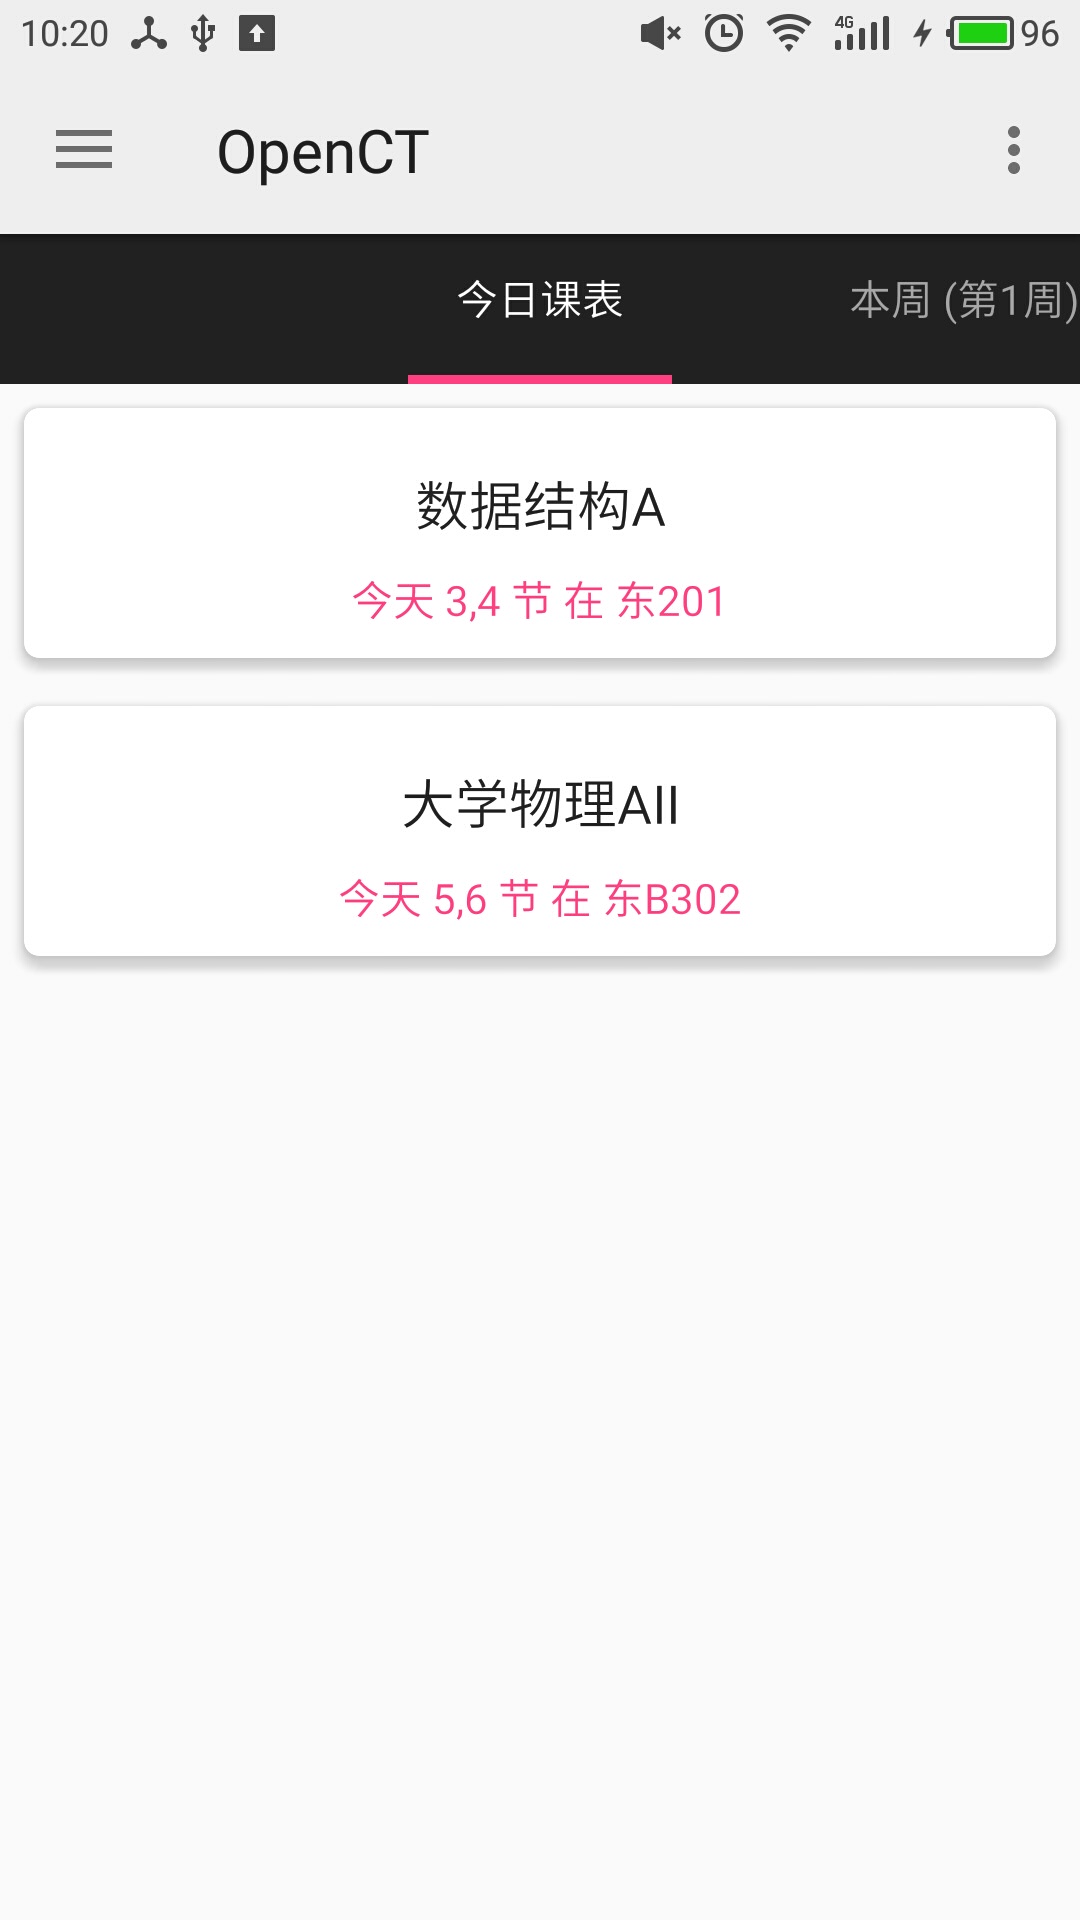 10:20
4G
96
OpenCT
今日课表
本周 (第1周)
数据结构A
今天 3,4 节 在 东201
大学物理AII
今天 5,6 节 在 东B302